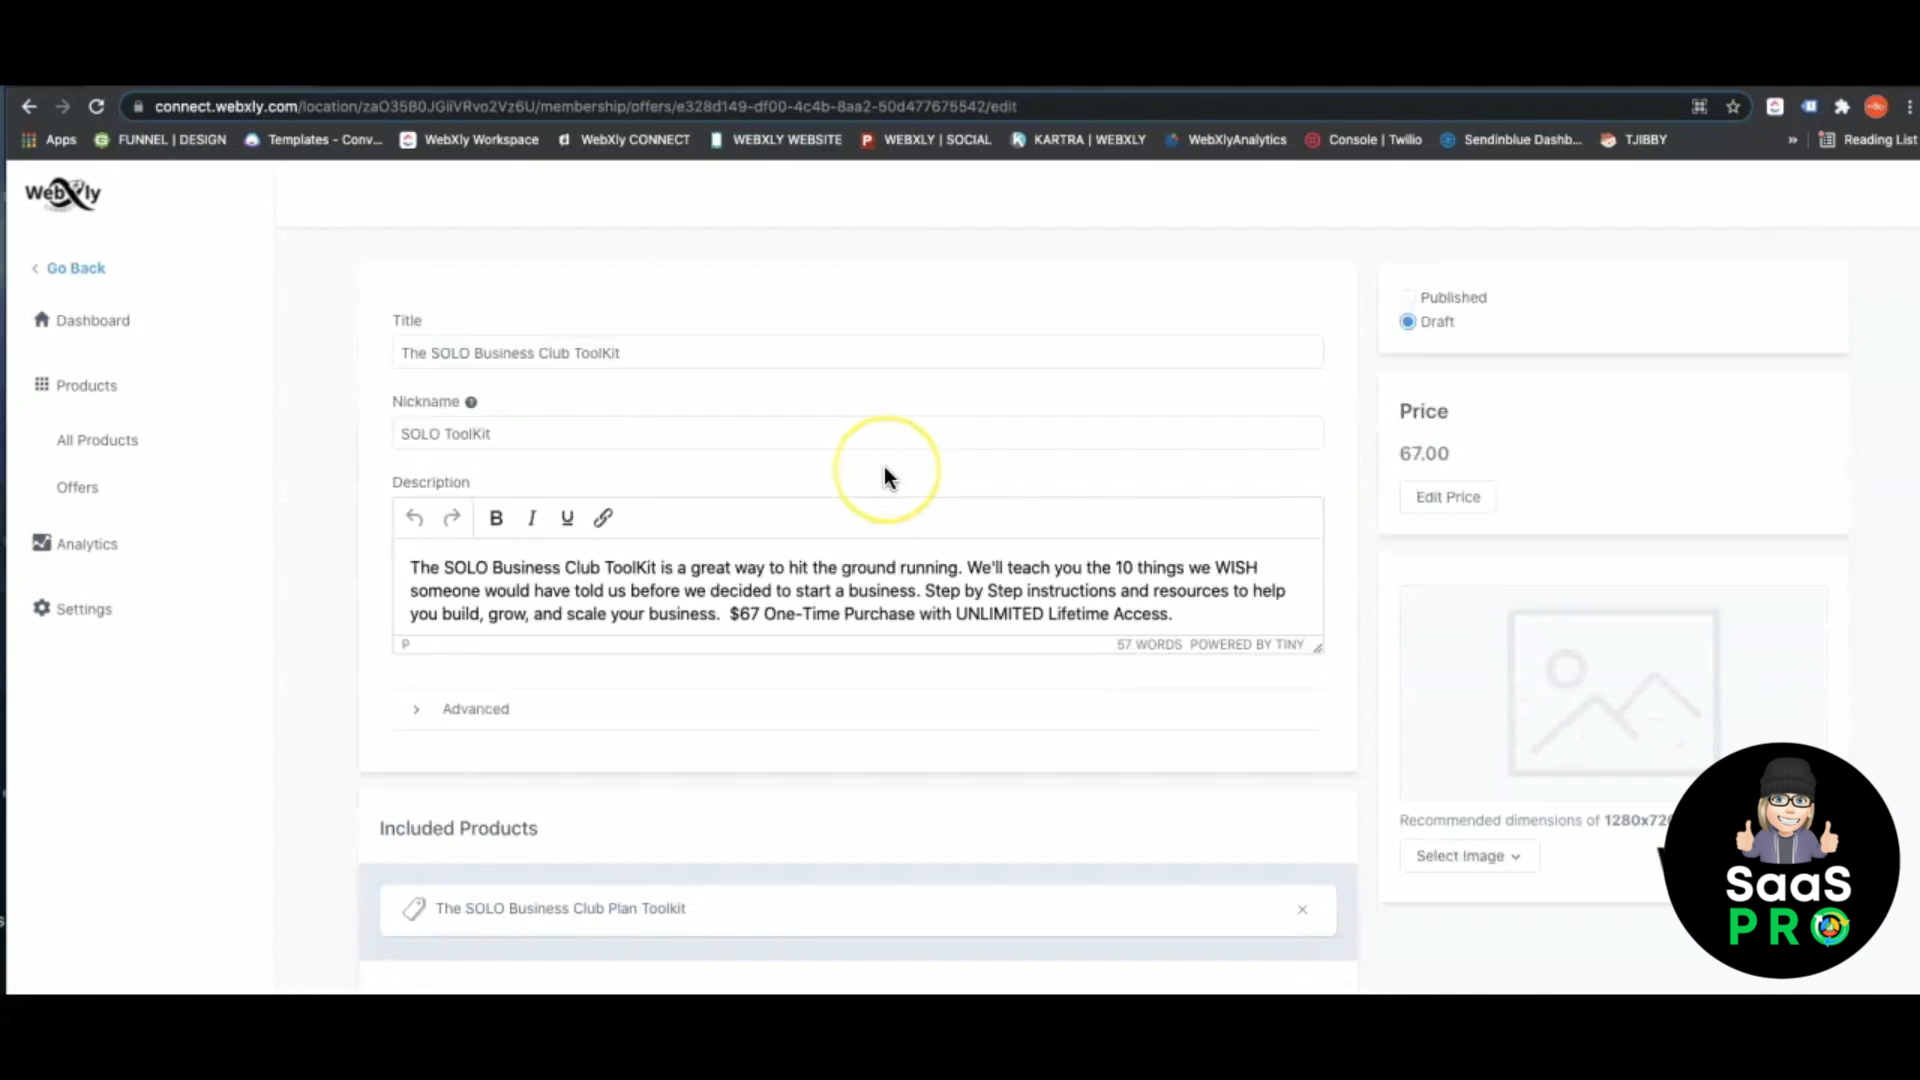 connect.webxly.com/location/zaO35B0JGiiVRvo2Vz6U/membership/offers/e328d149-df00-4c4b-8aa2-50d477675542/edit
Apps FUNNEL | DESIGN Templates - Conv... WebXly Workspace WebXly CONNECT WEBXLY WEBSITE WEBXLY | SOCIAL KARTRA | WEBXLY WebXlyAnalytics Console | Twilio Sendinblue Dashb... TJIBBY » Reading List
WebXly
Go Back
Dashboard
Products
All Products
Offers
Analytics
Settings
Title
The SOLO Business Club ToolKit
Nickname
SOLO ToolKit
Description
B I U
The SOLO Business Club ToolKit is a great way to hit the ground running. We'll teach you the 10 things we WISH
someone would have told us before we decided to start a business. Step by Step instructions and resources to help
you build, grow, and scale your business.  $67 One-Time Purchase with UNLIMITED Lifetime Access.
P 57 WORDS POWERED BY TINY
Advanced
Included Products
The SOLO Business Club Plan Toolkit
Published
Draft
Price
67.00
Edit Price
Recommended dimensions of 1280x720
Select Image
SaaS
PRO